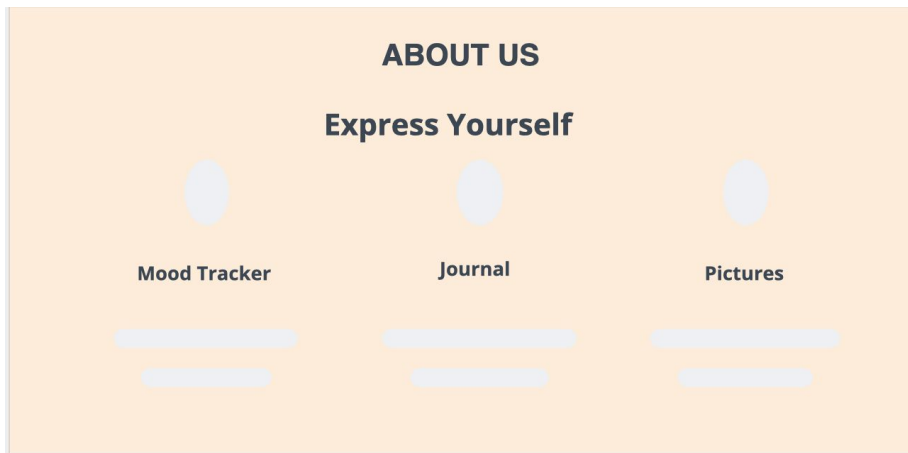 ABOUT US
Express Yourself
Mood Tracker
Journal
Pictures